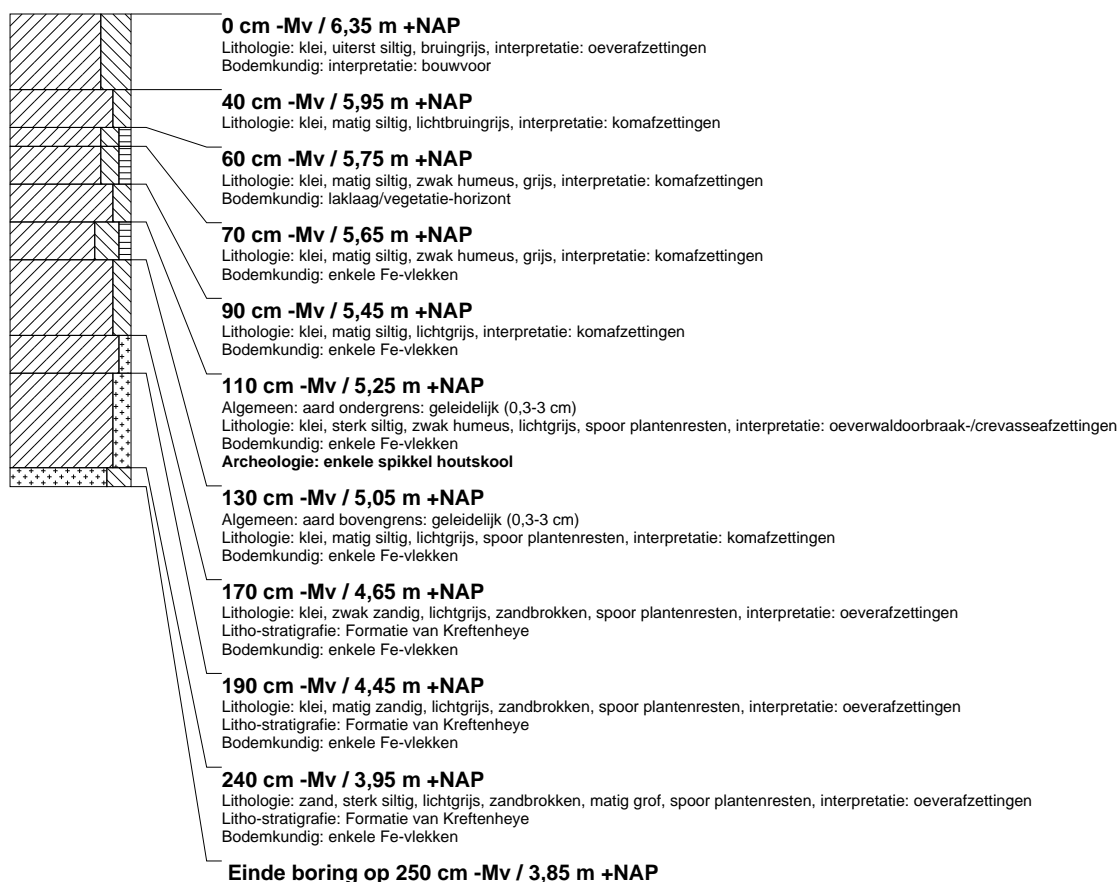 0 cm -Mv / 6,35 m +NAP
Lithologie: klei, uiterst siltig, bruingrijs, interpretatie: oeverafzettingen
Bodemkundig: interpretatie: bouwvoor
40 cm -Mv / 5,95 m +NAP
Lithologie: klei, matig siltig, lichtbruingrijs, interpretatie: komafzettingen
60 cm -Mv / 5,75 m +NAP
Lithologie: klei, matig siltig, zwak humeus, grijs, interpretatie: komafzettingen
Bodemkundig: laklaag/vegetatie-horizont
70 cm -Mv / 5,65 m +NAP
Lithologie: klei, matig siltig, zwak humeus, grijs, interpretatie: komafzettingen
Bodemkundig: enkele Fe-vlekken
90 cm -Mv / 5,45 m +NAP
Lithologie: klei, matig siltig, lichtgrijs, interpretatie: komafzettingen
Bodemkundig: enkele Fe-vlekken
110 cm -Mv / 5,25 m +NAP
Algemeen: aard ondergrens: geleidelijk (0,3-3 cm)
Lithologie: klei, sterk siltig, zwak humeus, lichtgrijs, spoor plantenresten, interpretatie: oeverwaldoorbraak-/crevasseafzettingen
Bodemkundig: enkele Fe-vlekken
Archeologie: enkele spikkel houtskool
130 cm -Mv / 5,05 m +NAP
Algemeen: aard bovengrens: geleidelijk (0,3-3 cm)
Lithologie: klei, matig siltig, lichtgrijs, spoor plantenresten, interpretatie: komafzettingen
Bodemkundig: enkele Fe-vlekken
170 cm -Mv / 4,65 m +NAP
Lithologie: klei, zwak zandig, lichtgrijs, zandbrokken, spoor plantenresten, interpretatie: oeverafzettingen
Litho-stratigrafie: Formatie van Kreftenheye
Bodemkundig: enkele Fe-vlekken
190 cm -Mv / 4,45 m +NAP
Lithologie: klei, matig zandig, lichtgrijs, zandbrokken, spoor plantenresten, interpretatie: oeverafzettingen
Litho-stratigrafie: Formatie van Kreftenheye
Bodemkundig: enkele Fe-vlekken
240 cm -Mv / 3,95 m +NAP
Lithologie: zand, sterk siltig, lichtgrijs, zandbrokken, matig grof, spoor plantenresten, interpretatie: oeverafzettingen
Litho-stratigrafie: Formatie van Kreftenheye
Bodemkundig: enkele Fe-vlekken
Einde boring op 250 cm -Mv / 3,85 m +NAP